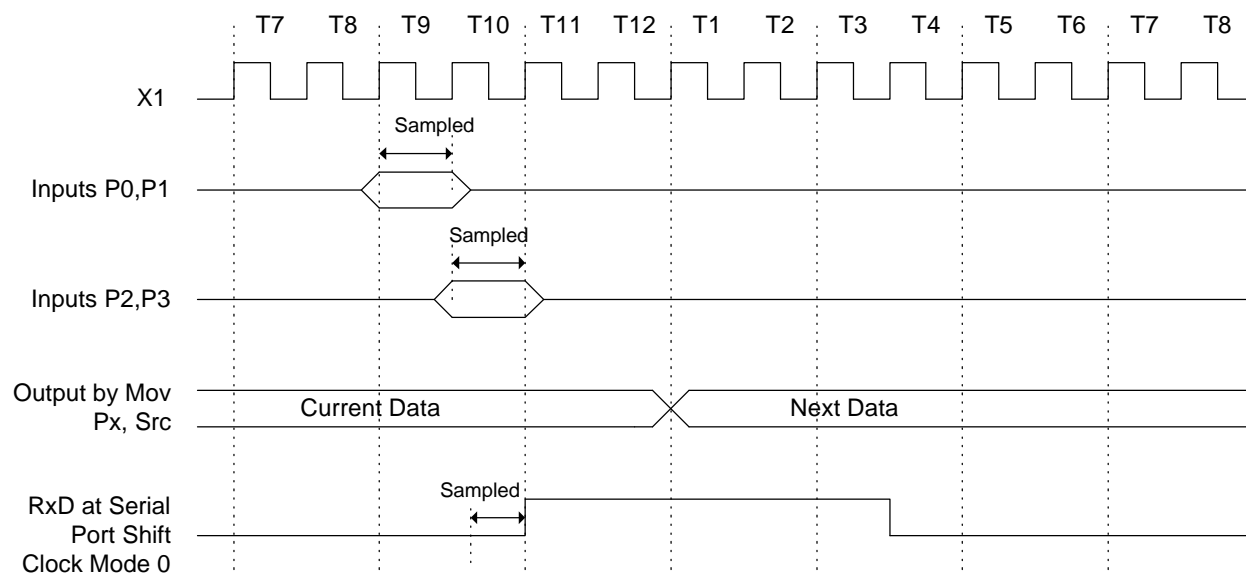 T7 T8 T9 T10 T11 T12 T1 T2 T3 T4 T5 T6 T7 T8
X1
Sampled
Inputs P0,P1
Sampled
Inputs P2,P3
Output by Mov
Px, Src
Current Data
Next Data
Sampled
RxD at Serial
Port Shift
Clock Mode 0